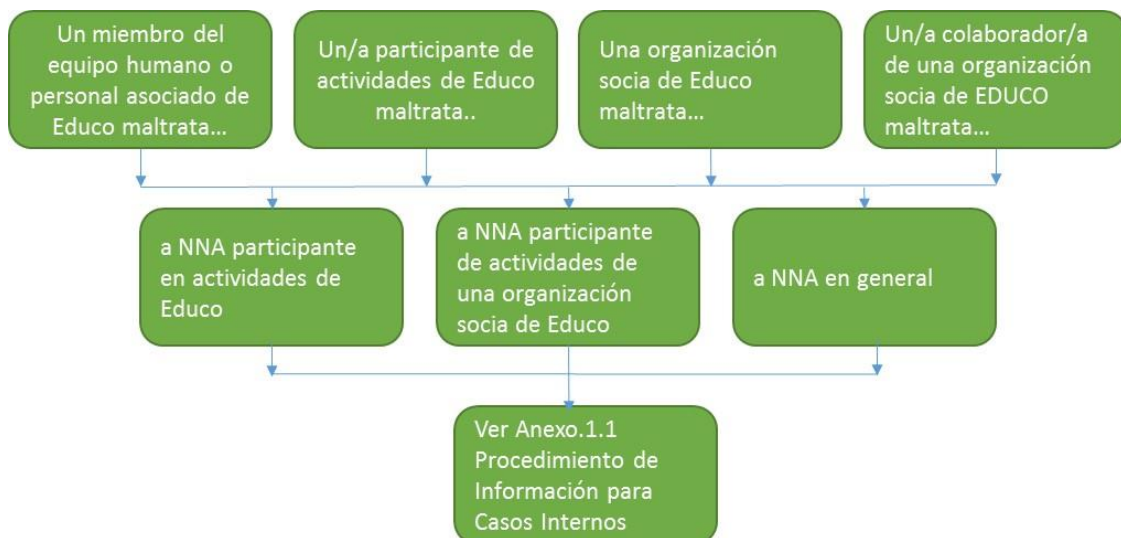 Un miembro del
equipo humano o
personal asociado de
Educo maltrata…
Un/a participante de
actividades de Educo
maltrata..
Una organización
socia de Educo
maltrata…
Un/a colaborador/a
de una organización
socia de EDUCO
maltrata…
a NNA participante
en actividades de
Educo
a NNA participante
de actividades de
una organización
socia de Educo
a NNA en general
Ver Anexo.1.1
Procedimiento de
Información para
Casos Internos